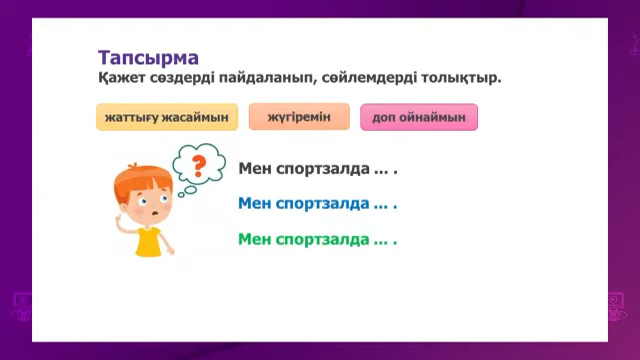 Тапсырма
Қажет сөздерді пайдаланып, сөйлемдерді толықтыр.
жаттығу жасаймын жүгіремін доп ойнаймын
?
Мен спортзалда ... .
Мен спортзалда ... .
Мен спортзалда ... .